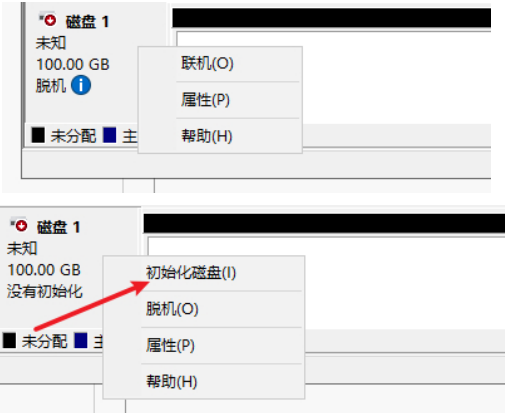 磁盘 1
未知
100.00 GB
脱机
联机(O)
属性(P)
帮助(H)
未分配 主
磁盘 1
未知
100.00 GB
没有初始化
初始化磁盘(I)
脱机(O)
属性(P)
帮助(H)
未分配 主